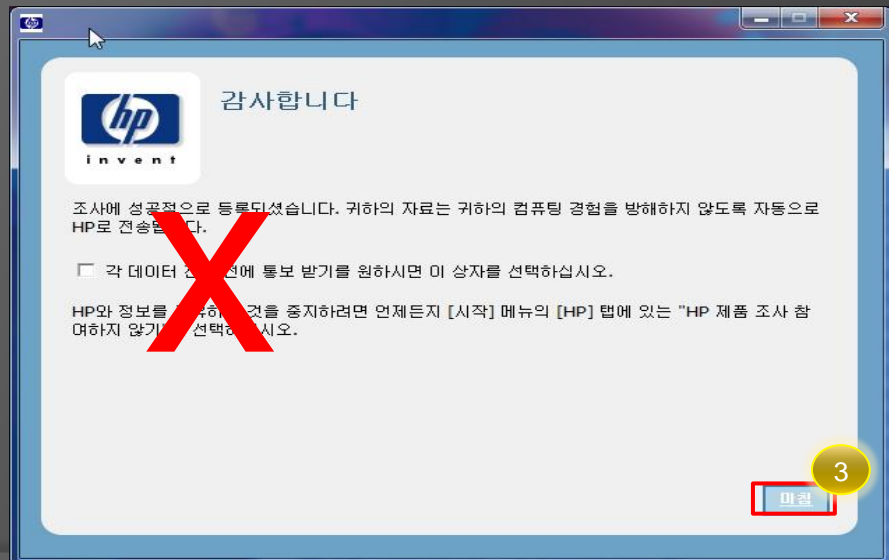 hp
invent
감사합니다
조사에 성공적으로 등록되셨습니다. 귀하의 자료는 귀하의 컴퓨팅 경험을 방해하지 않도록 자동으로
HP로 다.
각 데이터 전에 통보 받기를 원하시면 이 상자를 선택하십시오.
HP와 정보를 것을 중지하려면 언제든지 [시작] 메뉴의 [HP] 탭에 있는 "HP 제품 조사 참
여하지 않기
X
3
마침